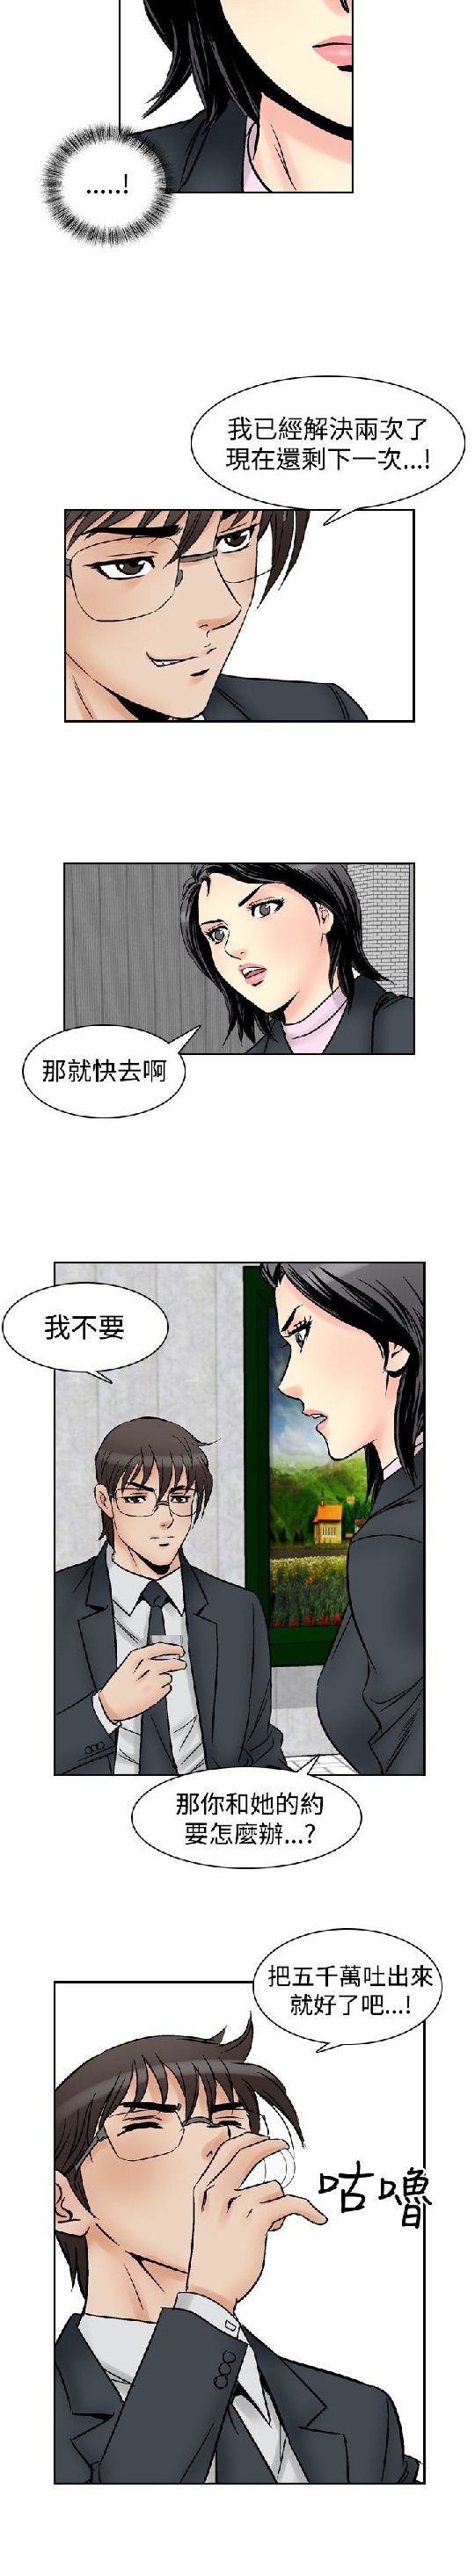 .....!
我已經解決兩次了
現在還剩下一次...!
那就快去啊
我不要
那你和她的約
要怎麼辦...?
把五千萬吐出來
就好了吧...!
咕嚕